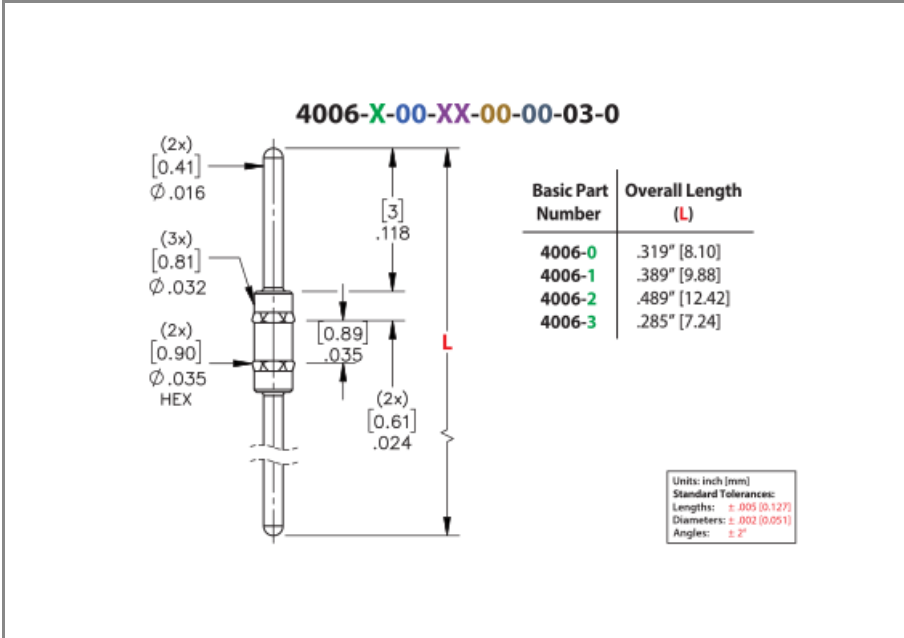 4006-X-00-XX-00-00-03-0
(2x)
[0.41]
Ø.016
(3x)
[0.81]
Ø.032
(2x)
[0.90]
Ø.035
HEX
[3]
.118
[0.89]
.035
(2x)
[0.61]
.024
L
Basic Part Number Overall Length (L)
4006-0 .319" [8.10]
4006-1 .389" [9.88]
4006-2 .489" [12.42]
4006-3 .285" [7.24]
Units: inch [mm]
Standard Tolerances:
Lengths: ± .005 [0.127]
Diameters: ± .002 [0.051]
Angles: ± 2°